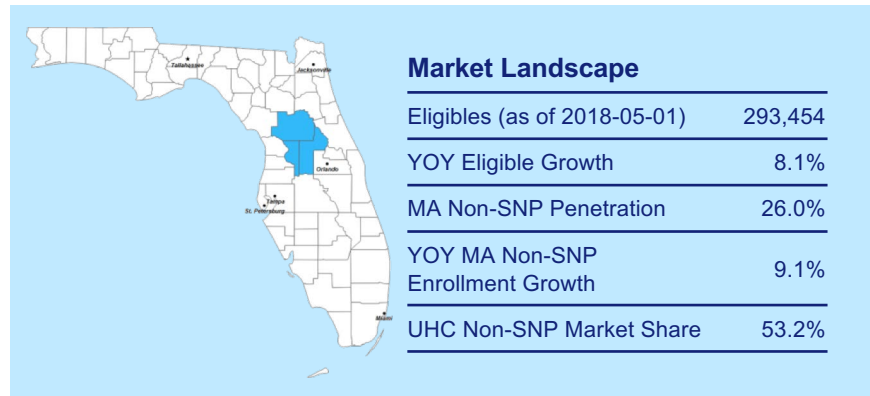 Tallahassee
Jacksonville
Orlando
Tampa
St. Petersburg
Miami
Market Landscape
Eligibles (as of 2018-05-01) 293,454
YOY Eligible Growth 8.1%
MA Non-SNP Penetration 26.0%
YOY MA Non-SNP
Enrollment Growth 9.1%
UHC Non-SNP Market Share 53.2%